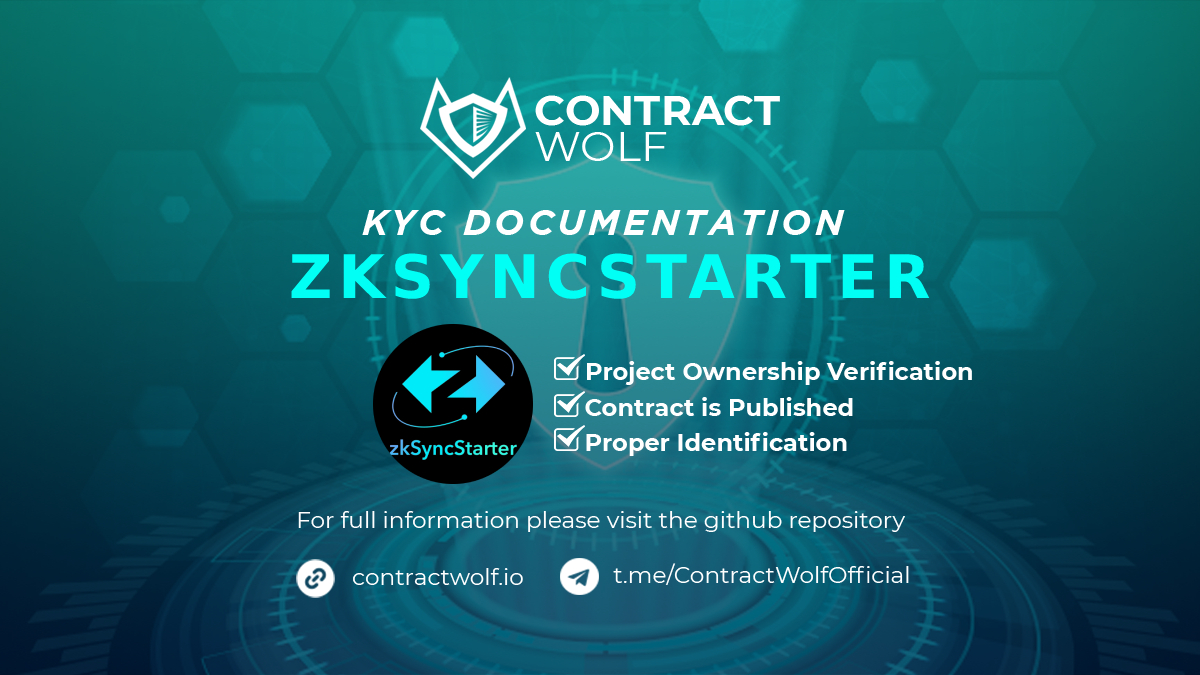 CONTRACT
WOLF
KYC DOCUMENTATION
ZKSYNCSTARTER
zkSyncStarter
Project Ownership Verification
Contract is Published
Proper Identification
For full information please visit the github repository
contractwolf.io
t.me/ContractWolfOfficial